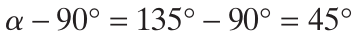 α − 90° = 135° − 90° = 45°